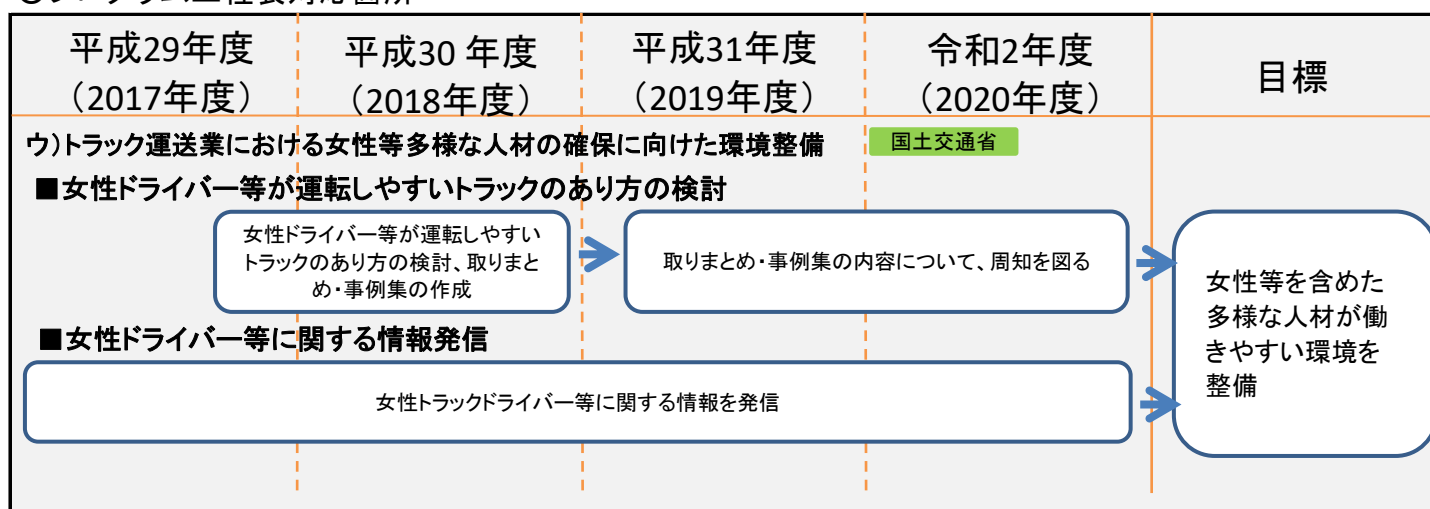 平成29年度
（2017年度）
平成30 年度
（2018年度）
平成31年度
（2019年度）
令和2年度
（2020年度）
目標
ウ)トラック運送業における女性等多様な人材の確保に向けた環境整備
国土交通省
■女性ドライバー等が運転しやすいトラックのあり方の検討
女性ドライバー等が運転しやすい
トラックのあり方の検討、取りまと
め・事例集の作成
取りまとめ・事例集の内容について、周知を図る
女性等を含めた
多様な人材が働
きやすい環境を
整備
■女性ドライバー等に関する情報発信
女性トラックドライバー等に関する情報を発信